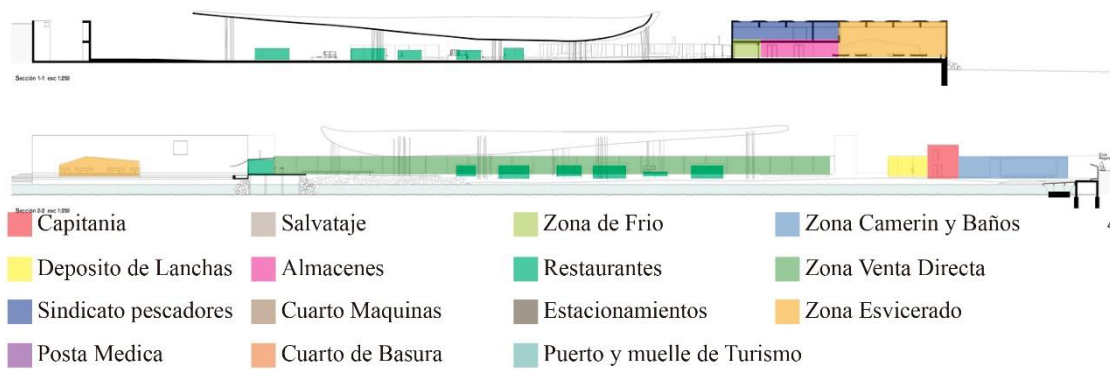 Sección 1-1 esc 1:250
Sección 2-2 esc 1:250
Capitania
Salvataje
Zona de Frio
Zona Camerin y Baños
4
Deposito de Lanchas
Almacenes
Restaurantes
Zona Venta Directa
Sindicato pescadores
Cuarto Maquinas
Estacionamientos
Zona Esvicerado
Posta Medica
Cuarto de Basura
Puerto y muelle de Turismo